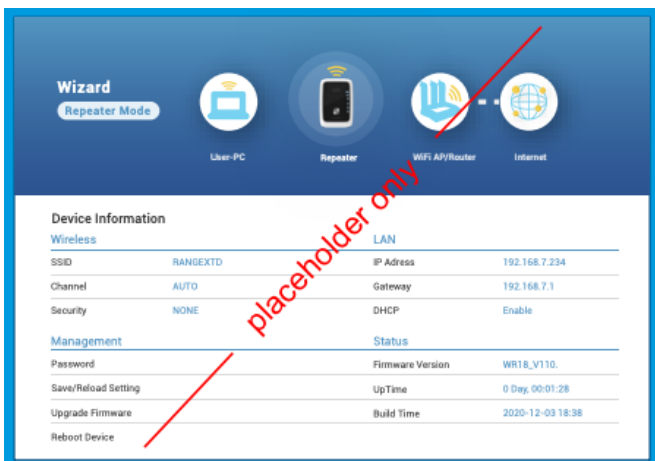 Wizard
Repeater Mode
User-PC
Repeater
WiFi AP/Router
Internet
placeholder only
Device Information
Wireless
SSID RANGEXTD
Channel AUTO
Security NONE
LAN
IP Adress 192.168.7.234
Gateway 192.168.7.1
DHCP Enable
Management
Password
Save/Reload Setting
Upgrade Firmware
Reboot Device
Status
Firmware Version WR18_V110.
UpTime 0 Day, 00:01:28
Build Time 2020-12-03 18:38